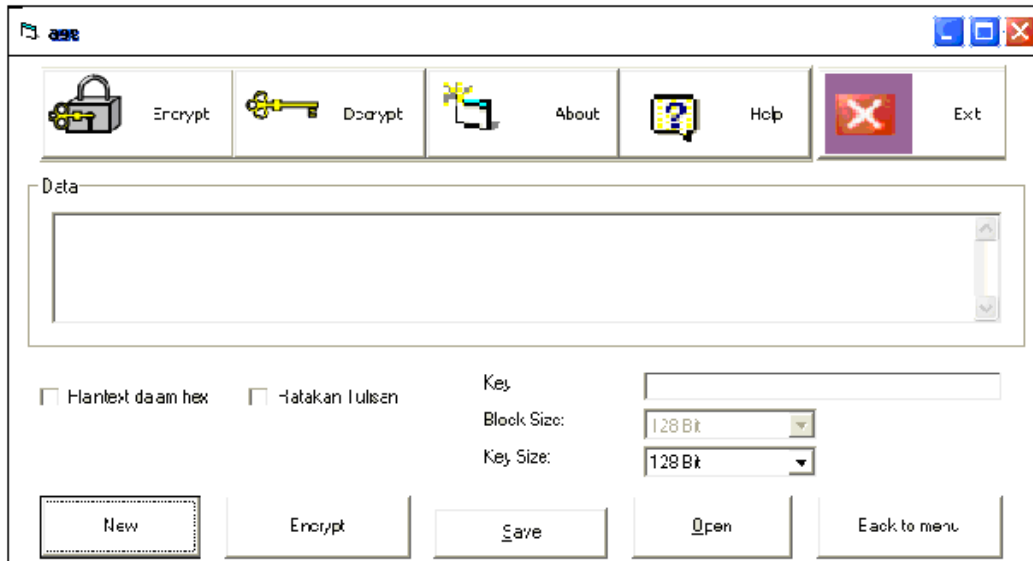 Encrypt Decrypt About Help Exit
Data
Plaintext dalam hex Ratakan Tulisan
Key
Block Size: 128 Bit
Key Size: 128 Bit
New Encrypt Save Open Back to menu